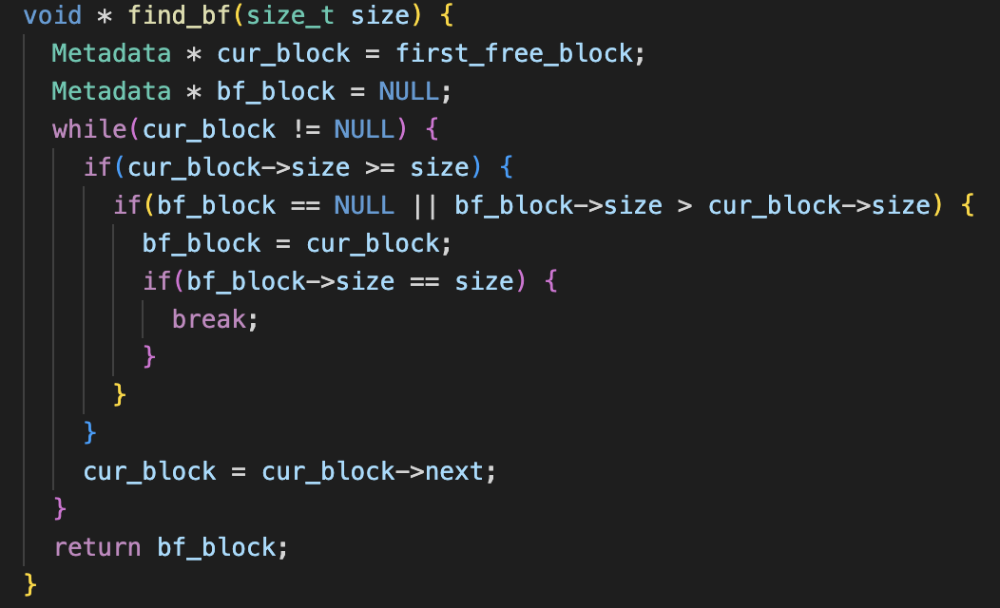 void * find_bf(size_t size) {
  Metadata * cur_block = first_free_block;
  Metadata * bf_block = NULL;
  while(cur_block != NULL) {
    if(cur_block->size >= size) {
      if(bf_block == NULL || bf_block->size > cur_block->size) {
        bf_block = cur_block;
        if(bf_block->size == size) {
          break;
        }
      }
    }
    cur_block = cur_block->next;
  }
  return bf_block;
}